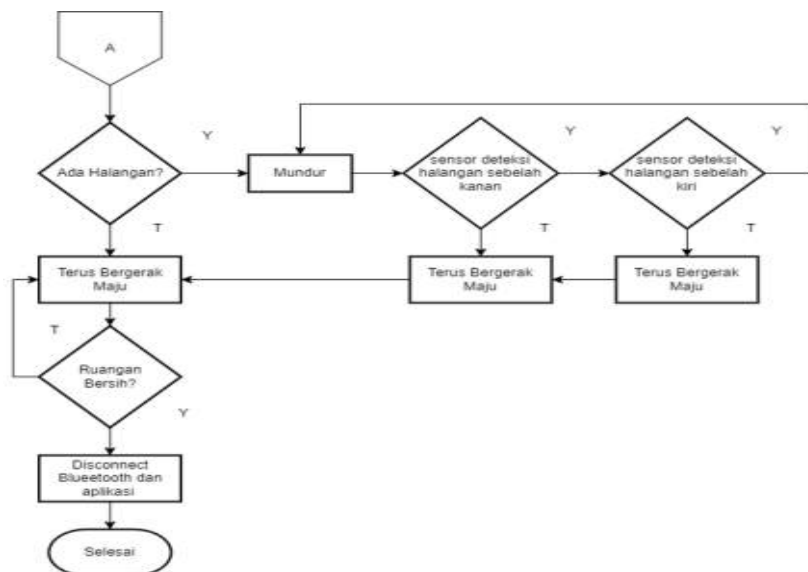 A
Ada Halangan?
Y
Mundur
sensor deteksi
halangan sebelah
kanan
Y
sensor deteksi
halangan sebelah
kiri
Y
T
T
T
Terus Bergerak
Maju
Terus Bergerak
Maju
Terus Bergerak
Maju
T
Ruangan
Bersih?
Y
Disconnect
Blueetooth dan
aplikasi
Selesai